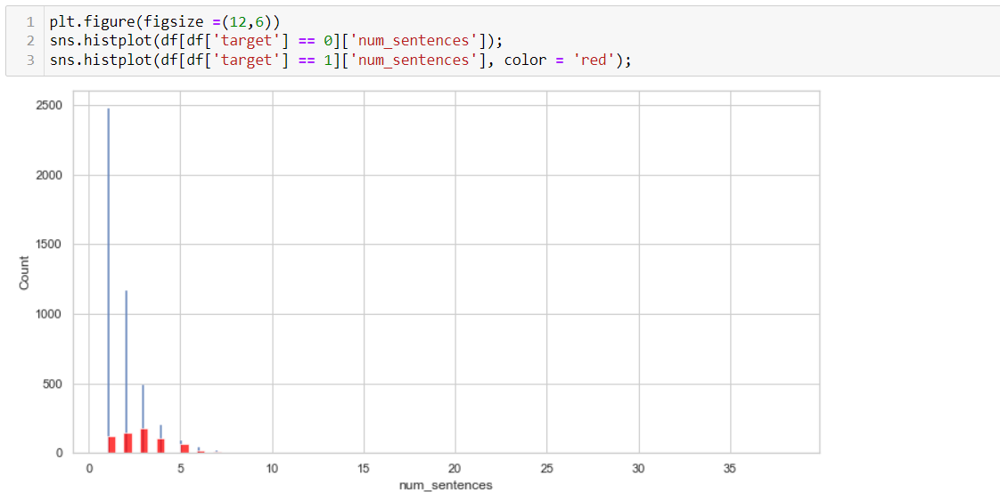 1 plt.figure(figsize =(12,6))
2 sns.histplot(df[df['target'] == 0]['num_sentences']);
3 sns.histplot(df[df['target'] == 1]['num_sentences'], color = 'red');
2500
2000
1500
1000
500
0
Count
0 5 10 15 20 25 30 35
num_sentences